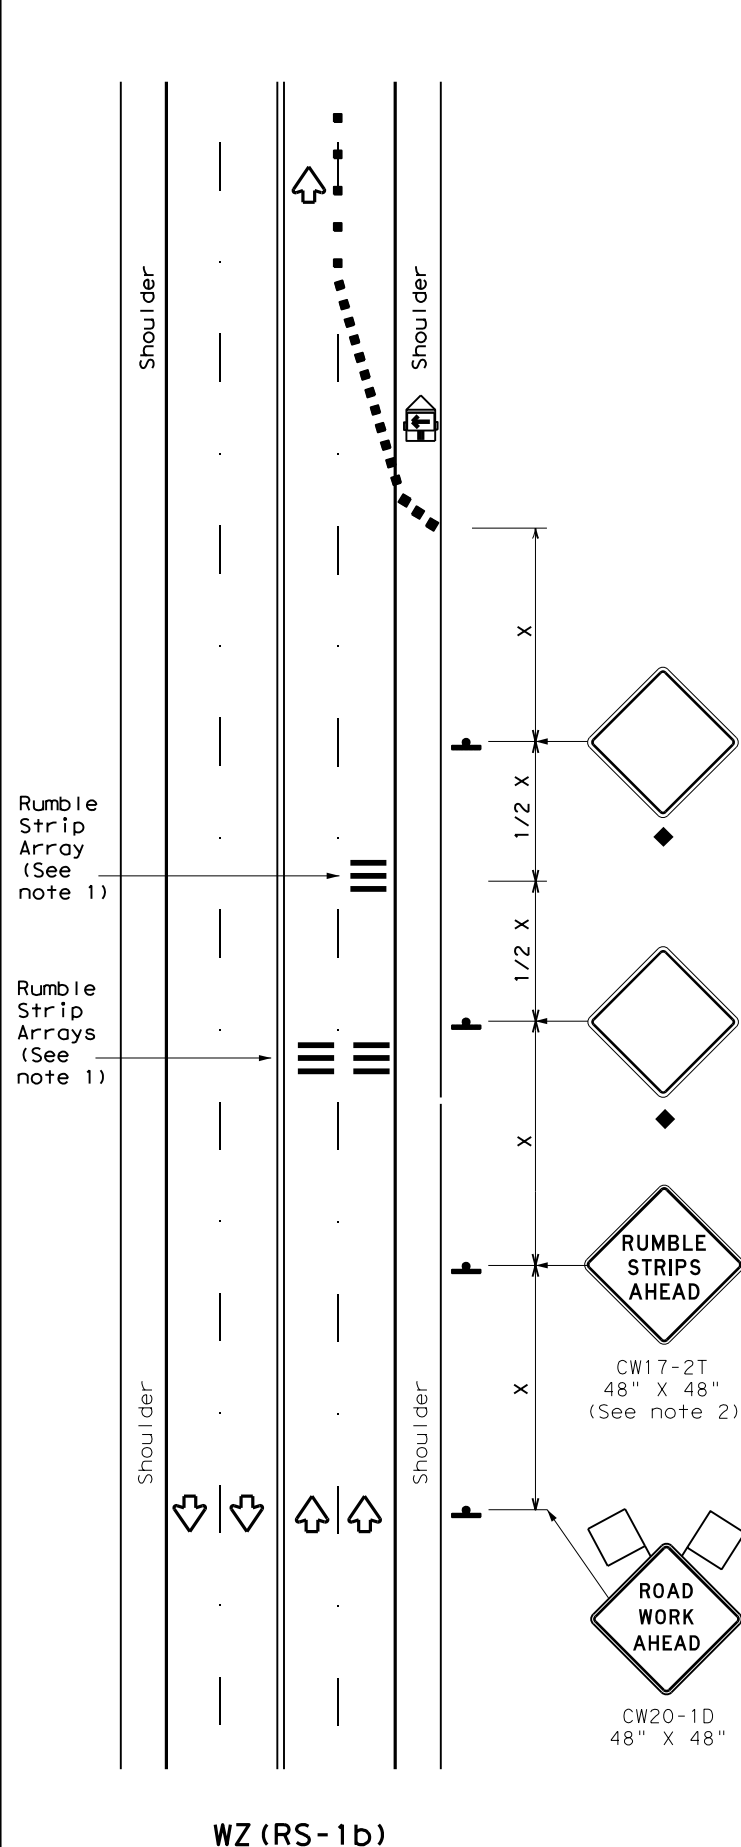 Shoulder
Shoulder
X
Rumble
Strip
Array
(See
note 1)
1/2 X
1/2 X
Rumble
Strip
Arrays
(See
note 1)
X
RUMBLE
STRIPS
AHEAD
CW17-2T
48" X 48"
(See note 2)
X
Shoulder
Shoulder
ROAD
WORK
AHEAD
CW20-1D
48" X 48"
WZ(RS-1b)